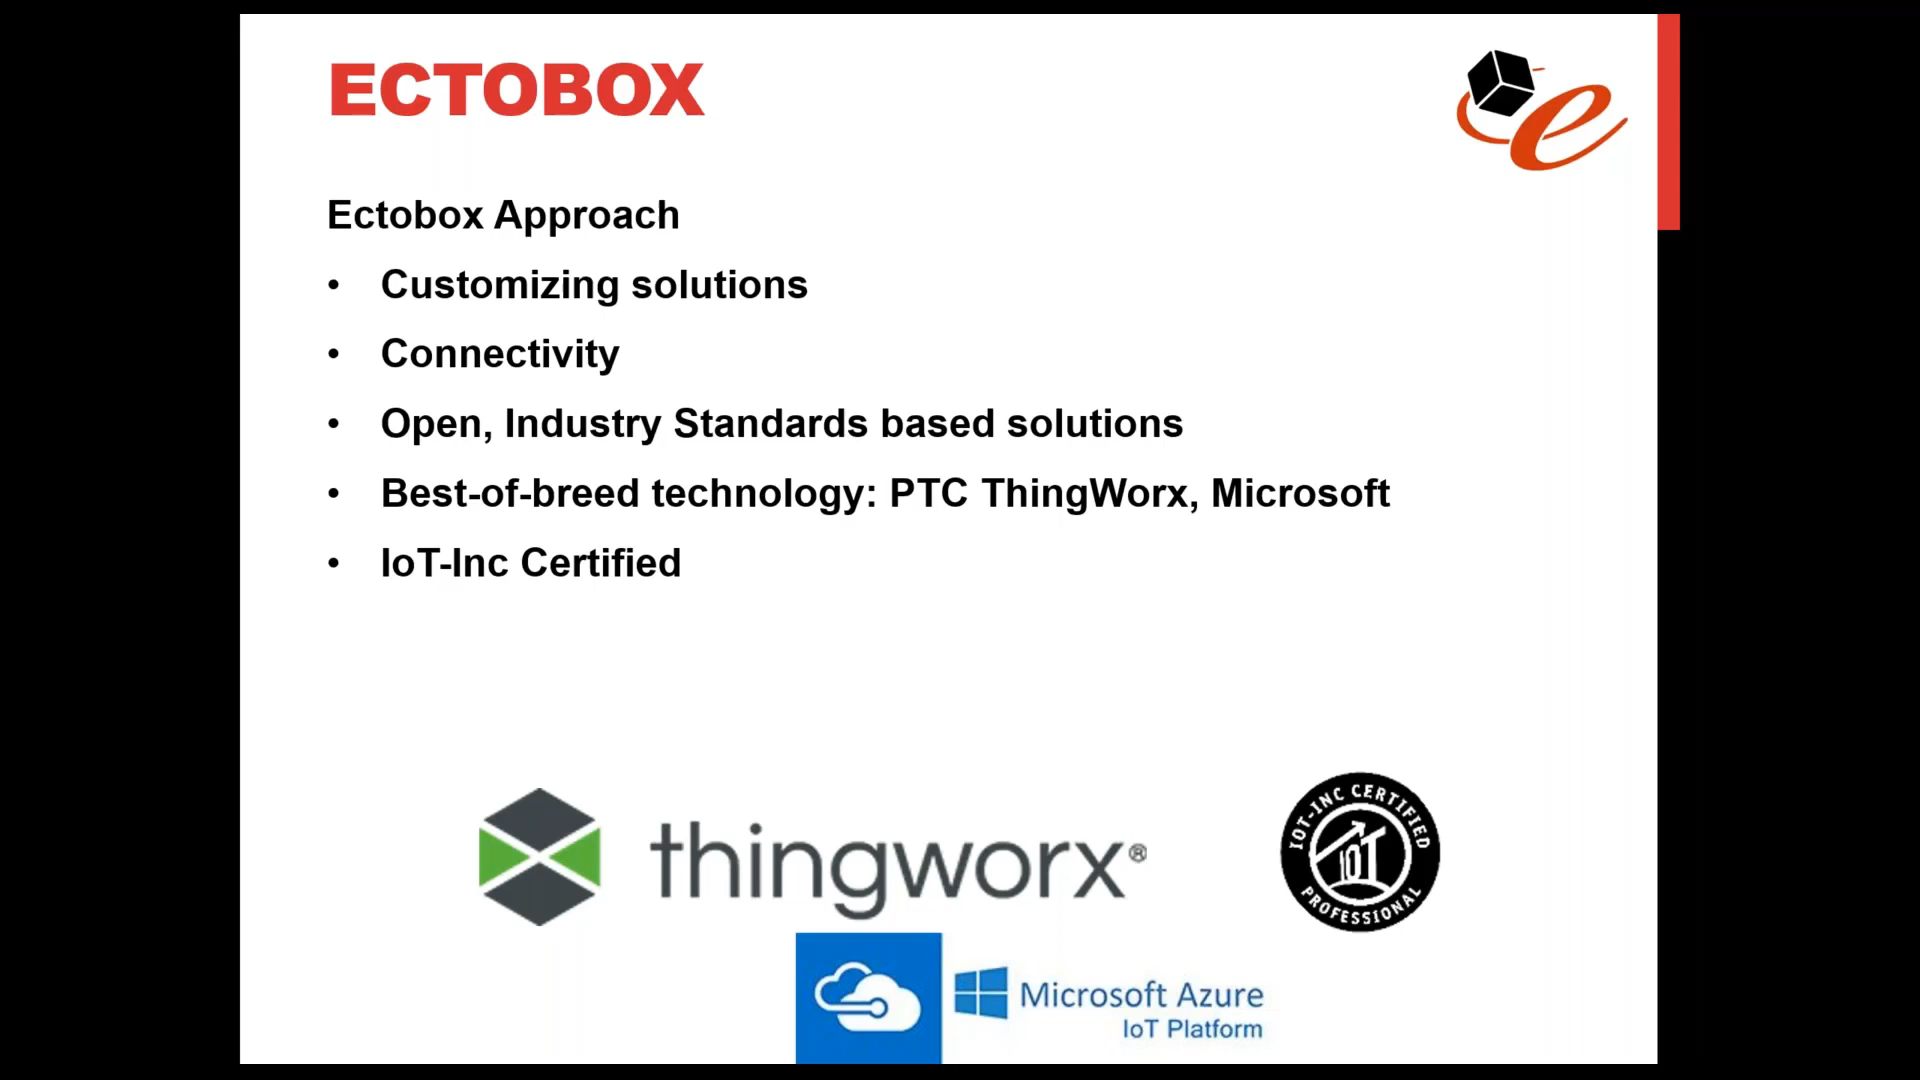 ECTOBOX
e
Ectobox Approach
• Customizing solutions
• Connectivity
• Open, Industry Standards based solutions
• Best-of-breed technology: PTC ThingWorx, Microsoft
• IoT-Inc Certified
thingworx®
IOT-INC CERTIFIED
IOT
PROFESSIONAL
Microsoft Azure
IoT Platform